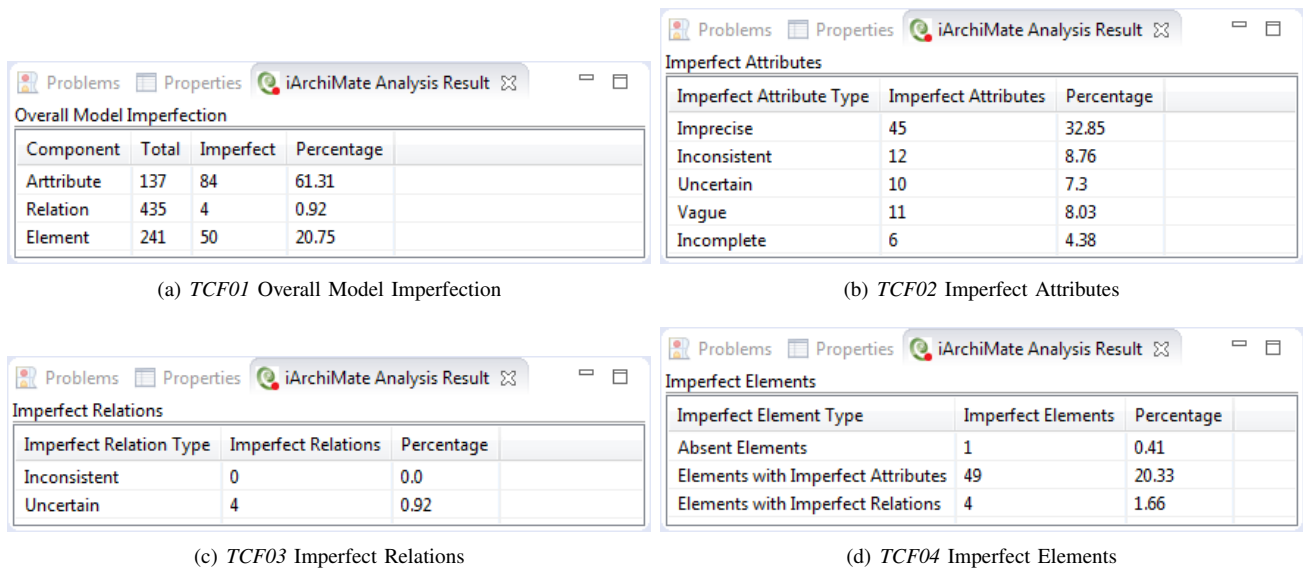 Problems Properties iArchiMate Analysis Result
Overall Model Imperfection
Component Total Imperfect Percentage
Arttribute 137 84 61.31
Relation 435 4 0.92
Element 241 50 20.75
(a) TCF01 Overall Model Imperfection
Problems Properties iArchiMate Analysis Result
Imperfect Attributes
Imperfect Attribute Type Imperfect Attributes Percentage
Imprecise 45 32.85
Inconsistent 12 8.76
Uncertain 10 7.3
Vague 11 8.03
Incomplete 6 4.38
(b) TCF02 Imperfect Attributes
Problems Properties iArchiMate Analysis Result
Imperfect Relations
Imperfect Relation Type Imperfect Relations Percentage
Inconsistent 0 0.0
Uncertain 4 0.92
(c) TCF03 Imperfect Relations
Problems Properties iArchiMate Analysis Result
Imperfect Elements
Imperfect Element Type Imperfect Elements Percentage
Absent Elements 1 0.41
Elements with Imperfect Attributes 49 20.33
Elements with Imperfect Relations 4 1.66
(d) TCF04 Imperfect Elements